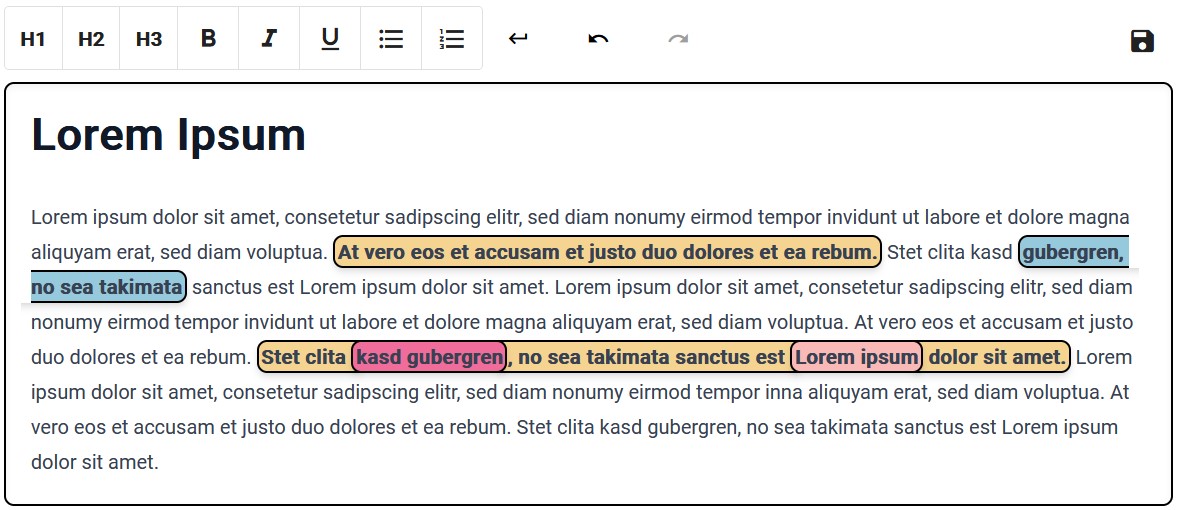 H1 H2 H3 B I U
Lorem Ipsum
Lorem ipsum dolor sit amet, consetetur sadipscing elitr, sed diam nonumy eirmod tempor invidunt ut labore et dolore magna
aliquyam erat, sed diam voluptua. At vero eos et accusam et justo duo dolores et ea rebum. Stet clita kasd gubergren,
no sea takimata sanctus est Lorem ipsum dolor sit amet. Lorem ipsum dolor sit amet, consetetur sadipscing elitr, sed diam
nonumy eirmod tempor invidunt ut labore et dolore magna aliquyam erat, sed diam voluptua. At vero eos et accusam et justo
duo dolores et ea rebum. Stet clita kasd gubergren, no sea takimata sanctus est Lorem ipsum dolor sit amet. Lorem
ipsum dolor sit amet, consetetur sadipscing elitr, sed diam nonumy eirmod tempor inna aliquyam erat, sed diam voluptua. At
vero eos et accusam et justo duo dolores et ea rebum. Stet clita kasd gubergren, no sea takimata sanctus est Lorem ipsum
dolor sit amet.